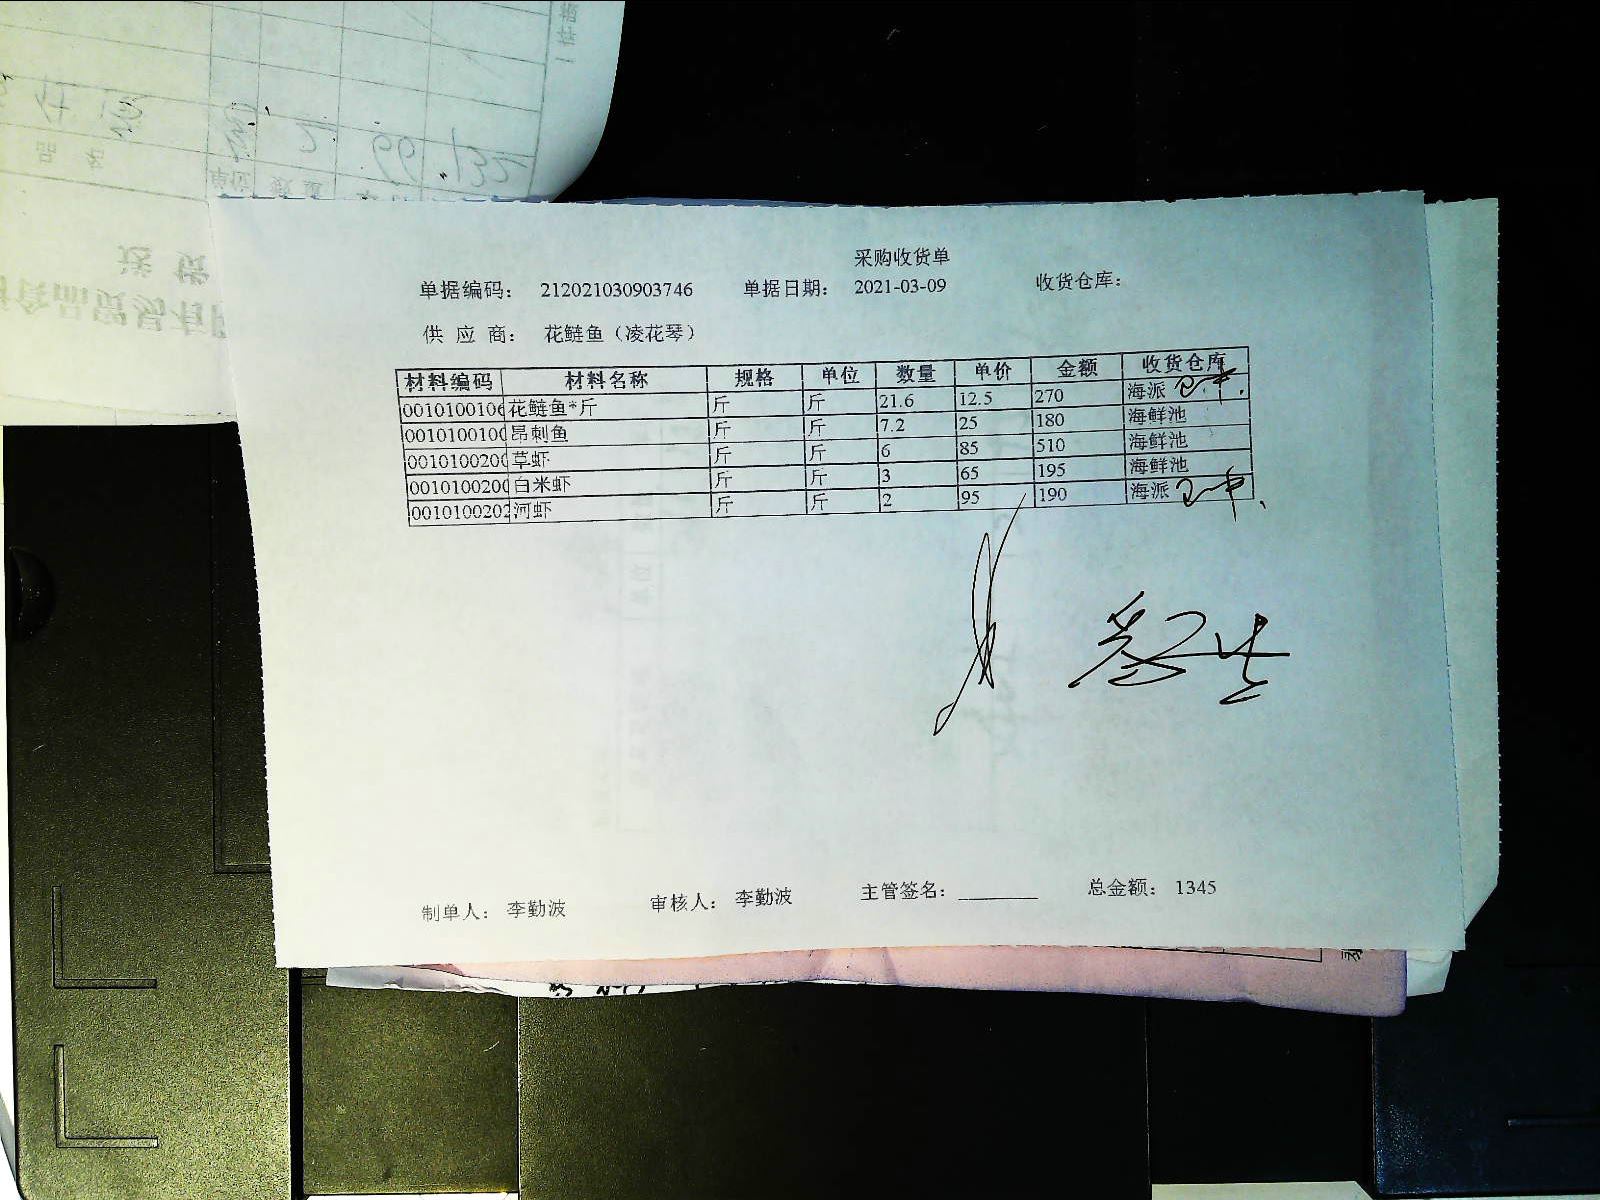 采购收货单
单据编码： 212021030903746 单据日期： 2021-03-09 收货仓库：
供 应 商： 花鲢鱼（凌花琴）
材料编码 材料名称 规格 单位 数量 单价 金额 收货仓库
0010100106 花鲢鱼*斤 斤 斤 21.6 12.5 270 海派
001010010 昂刺鱼 斤 斤 7.2 25 180 海鲜池
001010020 草虾 斤 斤 6 85 510 海鲜池
001010020 白米虾 斤 斤 3 65 195 海鲜池
001010020 河虾 斤 斤 2 95 190 海派
制单人： 李勤波 审核人： 李勤波 主管签名：________ 总金额： 1345